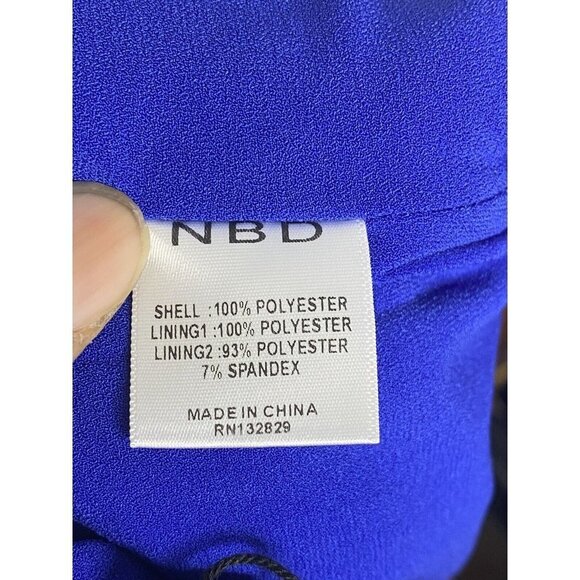 NBD
SHELL :100% POLYESTER
LINING1 :100% POLYESTER
LINING2 :93% POLYESTER
7% SPANDEX
MADE IN CHINA
RN132829